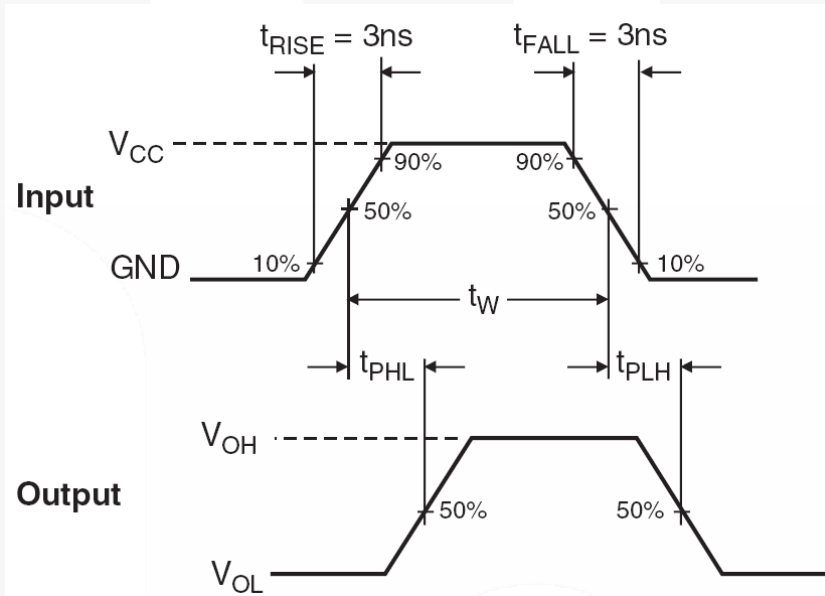 tRISE = 3ns tFALL = 3ns
VCC
90% 90%
Input
50% 50%
GND 10% 10%
tW
tPHL tPLH
VOH
Output
50% 50%
VOL